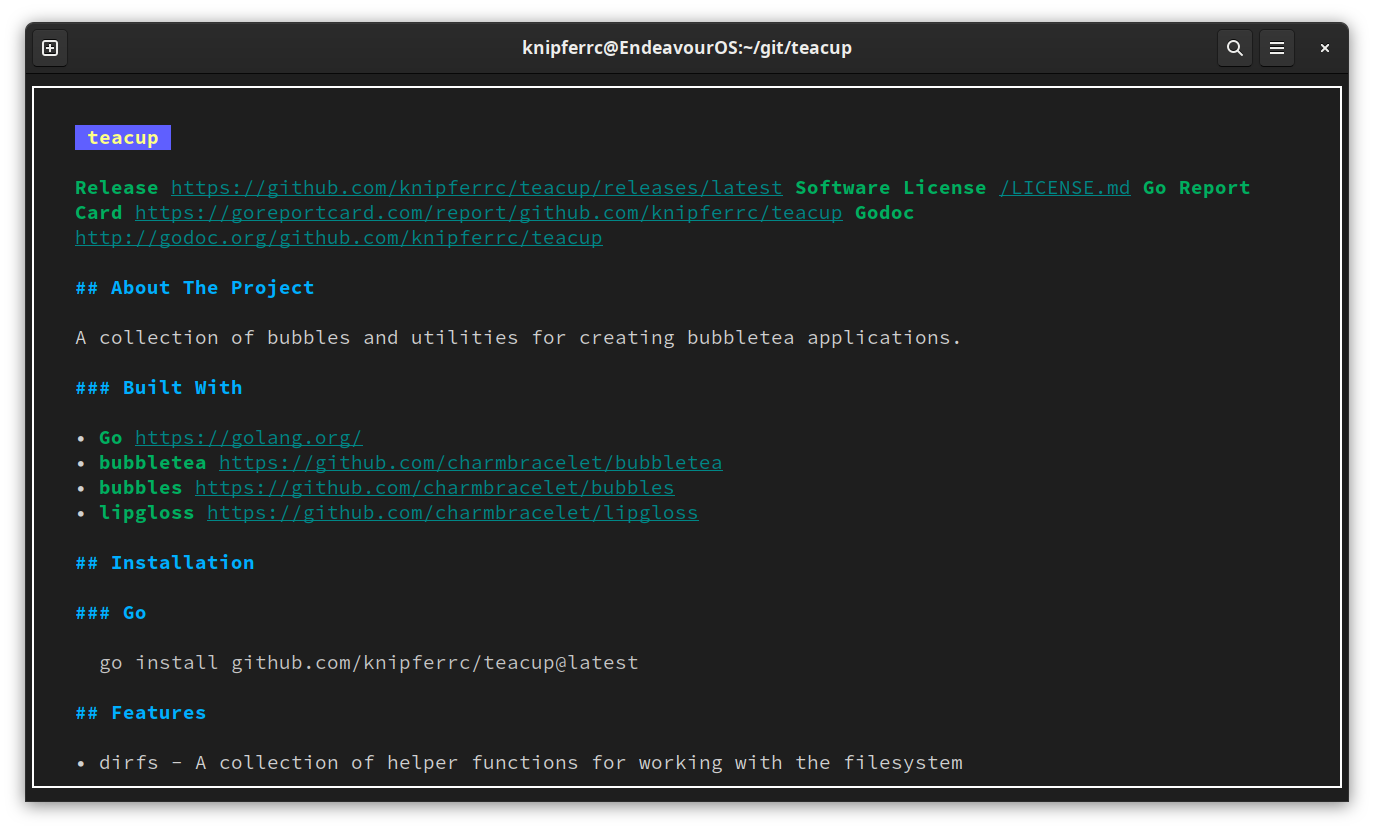 knipferrc@EndeavourOS:~/git/teacup
teacup
Release https://github.com/knipferrc/teacup/releases/latest Software License /LICENSE.md Go Report
Card https://goreportcard.com/report/github.com/knipferrc/teacup Godoc
http://godoc.org/github.com/knipferrc/teacup
## About The Project
A collection of bubbles and utilities for creating bubbletea applications.
### Built With
• Go https://golang.org/
• bubbletea https://github.com/charmbracelet/bubbletea
• bubbles https://github.com/charmbracelet/bubbles
• lipgloss https://github.com/charmbracelet/lipgloss
## Installation
### Go
go install github.com/knipferrc/teacup@latest
## Features
• dirfs - A collection of helper functions for working with the filesystem